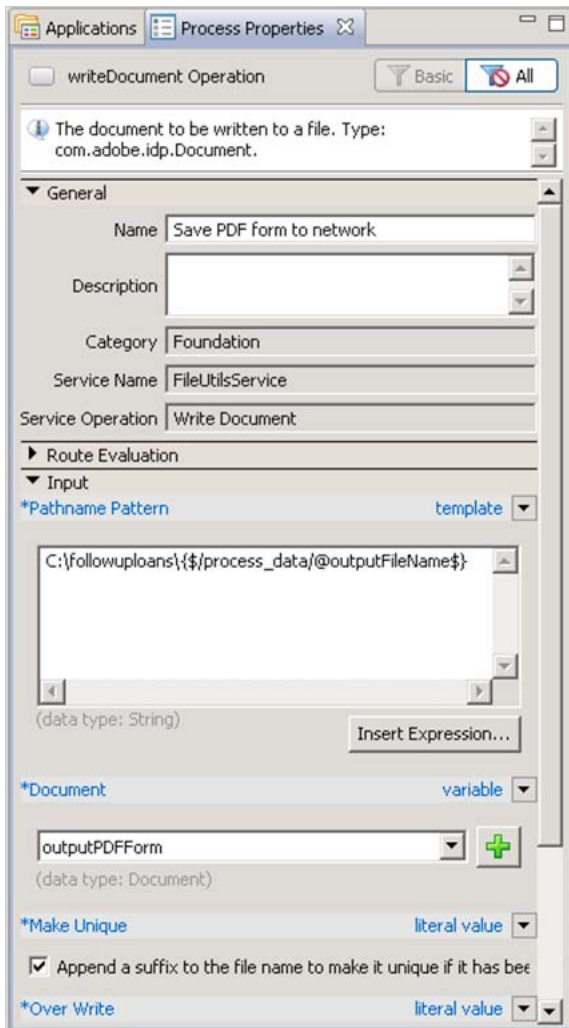 Applications
Process Properties
writeDocument Operation
Basic
All
The document to be written to a file. Type:
com.adobe.idp.Document.
General
Name
Save PDF form to network
Description
Category
Foundation
Service Name
FileUtilsService
Service Operation
Write Document
Route Evaluation
Input
*Pathname Pattern
template
C:\followuploans\{$/process_data/@outputFileName$}
(data type: String)
Insert Expression...
*Document
variable
outputPDFForm
(data type: Document)
*Make Unique
literal value
Append a suffix to the file name to make it unique if it has bee
*Over Write
literal value